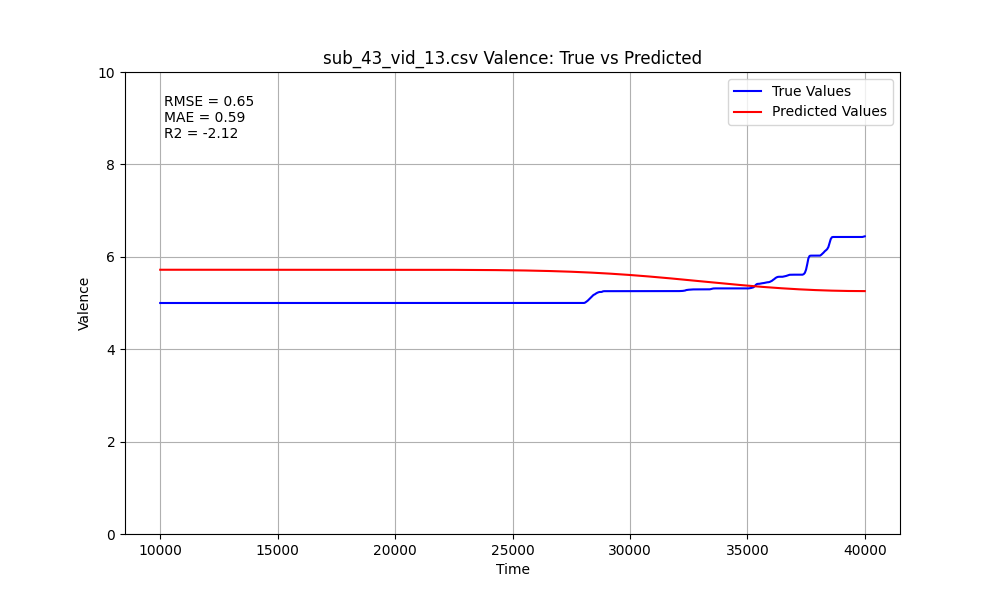 sub_43_vid_13.csv Valence: True vs Predicted
RMSE = 0.65
MAE = 0.59
R2 = -2.12
True Values
Predicted Values
10
8
6
4
2
0
Valence
10000
15000
20000
25000
30000
35000
40000
Time